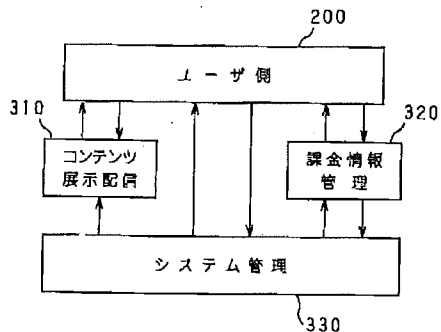 200
ユーザ側
310
コンテンツ
展示配信
320
課金情報
管理
システム管理
330